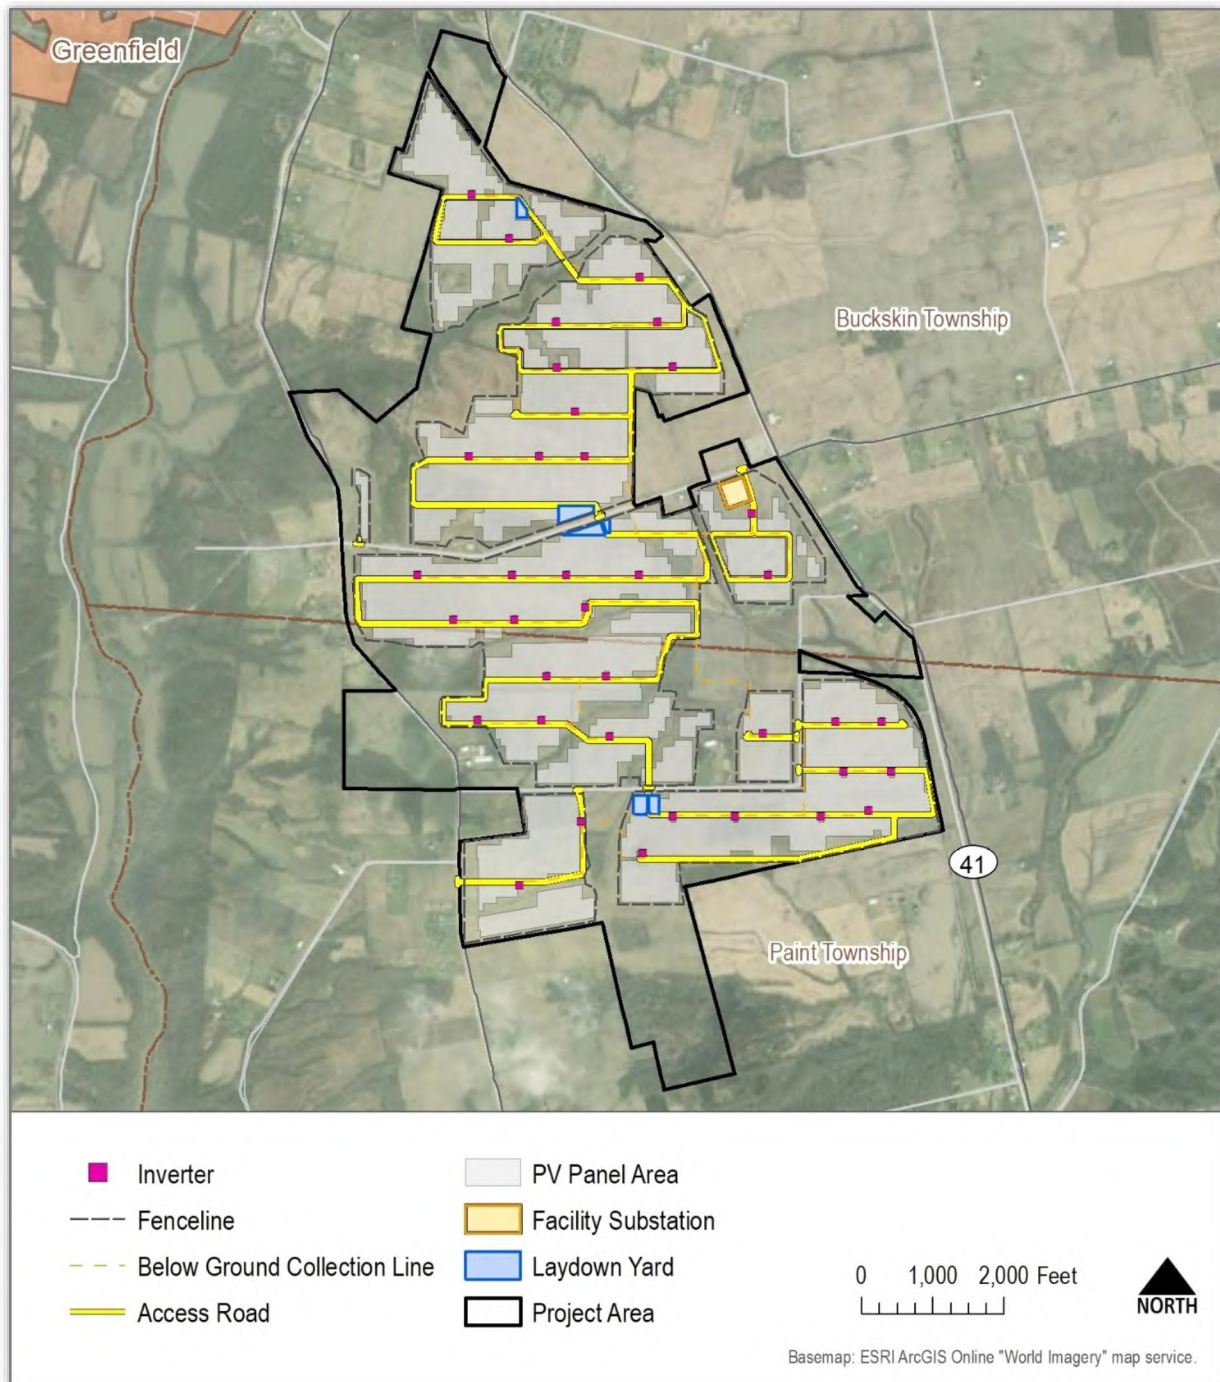 Greenfield
Buckskin Township
41
Paint Township
Inverter
Fenceline
Below Ground Collection Line
Access Road
PV Panel Area
Facility Substation
Laydown Yard
Project Area
0 1,000 2,000 Feet
NORTH
Basemap: ESRI ArcGIS Online "World Imagery" map service.